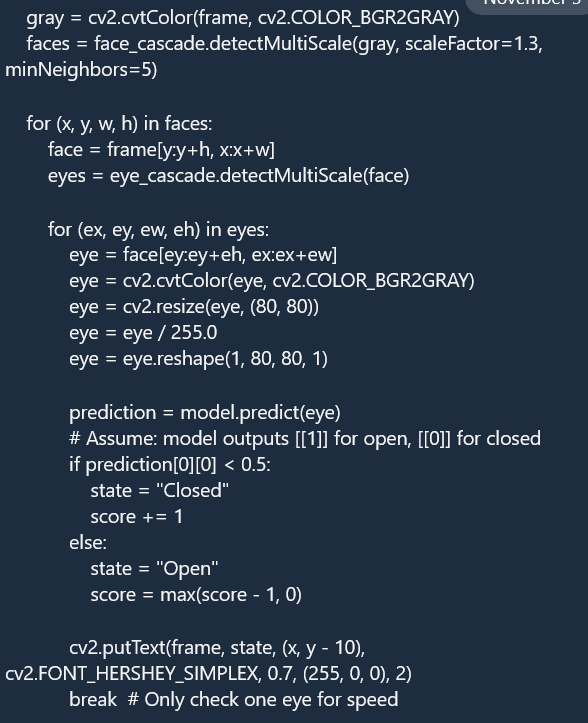 November 5
gray = cv2.cvtColor(frame, cv2.COLOR_BGR2GRAY)
faces = face_cascade.detectMultiScale(gray, scaleFactor=1.3,
minNeighbors=5)
for (x, y, w, h) in faces:
face = frame[y:y+h, x:x+w]
eyes = eye_cascade.detectMultiScale(face)
for (ex, ey, ew, eh) in eyes:
eye = face[ey:ey+eh, ex:ex+ew]
eye = cv2.cvtColor(eye, cv2.COLOR_BGR2GRAY)
eye = cv2.resize(eye, (80, 80))
eye = eye / 255.0
eye = eye.reshape(1, 80, 80, 1)
prediction = model.predict(eye)
# Assume: model outputs [[1]] for open, [[0]] for closed
if prediction[0][0] < 0.5:
state = "Closed"
score += 1
else:
state = "Open"
score = max(score - 1, 0)
cv2.putText(frame, state, (x, y - 10),
cv2.FONT_HERSHEY_SIMPLEX, 0.7, (255, 0, 0), 2)
break  # Only check one eye for speed